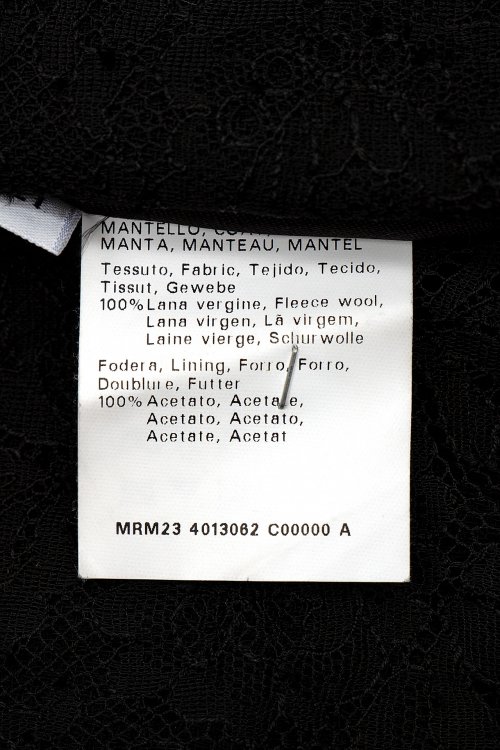 MANTELLO,
MANTA, MANTEAU, MANTEL
Tessuto, Fabric, Tejido, Tecido,
Tissut, Gewebe
100% Lana vergine, Fleece wool,
Lana virgen, Lã virgem,
Laine vierge, Schurwolle
Fodera, Lining, Forro, Forro,
Doublure, Futter
100% Acetato, Acetate,
Acetato, Acetato,
Acetate, Acetat
MRM23 4013062 C00000 A